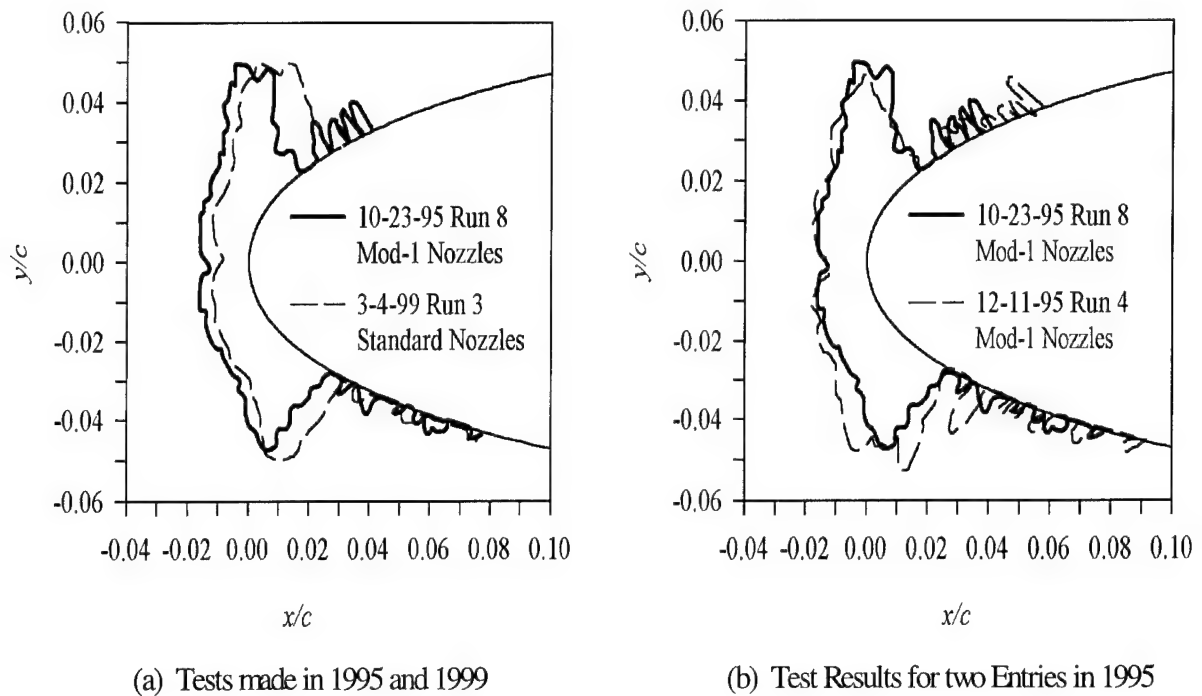 0.06
0.04
0.02
0.00
-0.02
-0.04
-0.06
y/c
10-23-95 Run 8
Mod-1 Nozzles
3-4-99 Run 3
Standard Nozzles
-0.04 -0.02 0.00 0.02 0.04 0.06 0.08 0.10
x/c
(a) Tests made in 1995 and 1999
0.06
0.04
0.02
0.00
-0.02
-0.04
-0.06
y/c
10-23-95 Run 8
Mod-1 Nozzles
12-11-95 Run 4
Mod-1 Nozzles
-0.04 -0.02 0.00 0.02 0.04 0.06 0.08 0.10
x/c
(b) Test Results for two Entries in 1995